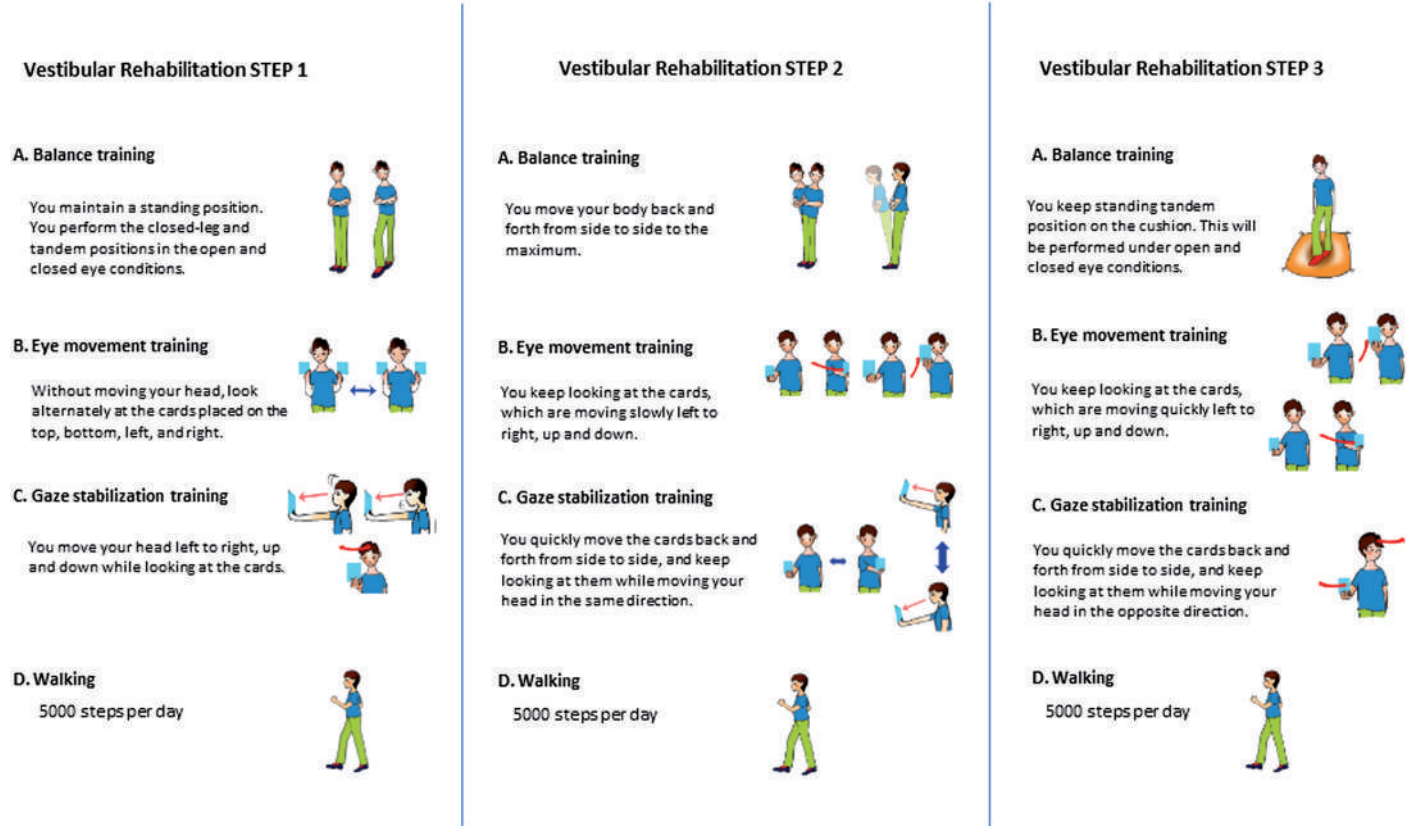 Vestibular Rehabilitation STEP 1
A. Balance training
You maintain a standing position.
You perform the closed-leg and
tandem positions in the open and
closed eye conditions.
B. Eye movement training
Without moving your head, look
alternately at the cards placed on the
top, bottom, left, and right.
C. Gaze stabilization training
You move your head left to right, up
and down while looking at the cards.
D. Walking
5000 steps per day
Vestibular Rehabilitation STEP 2
A. Balance training
You move your body back and
forth from side to side to the
maximum.
B. Eye movement training
You keep looking at the cards,
which are moving slowly left to
right, up and down.
C. Gaze stabilization training
You quickly move the cards back and
forth from side to side, and keep
looking at them while moving your
head in the same direction.
D. Walking
5000 steps per day
Vestibular Rehabilitation STEP 3
A. Balance training
You keep standing tandem
position on the cushion. This will
be performed under open and
closed eye conditions.
B. Eye movement training
You keep looking at the cards,
which are moving quickly left to
right, up and down.
C. Gaze stabilization training
You quickly move the cards back and
forth from side to side, and keep
looking at them while moving your
head in the opposite direction.
D. Walking
5000 steps per day